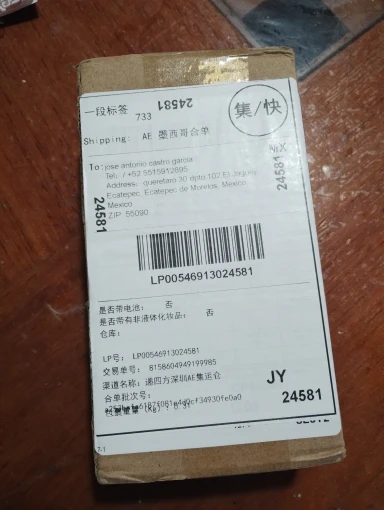 一段标签 733
24581
集/快
Shipping: AE 墨西哥合单
To: jose antonio castro garcia
Tel: / +52 5515912695
Address: queretaro 30 dpto 102 El
Ecatepec, Ecatepec de Morelos, Mexico
Mexico
ZIP 55090
24581
24581
LP00546913024581
是否带电池: 否
是否带有非液体化妆品: 否
仓库:
LP号: LP00546913024581
交易单号: 8158604949199985
渠道名称: 递四方深圳AE集运仓
合单批次号:
JY
24581
7-1